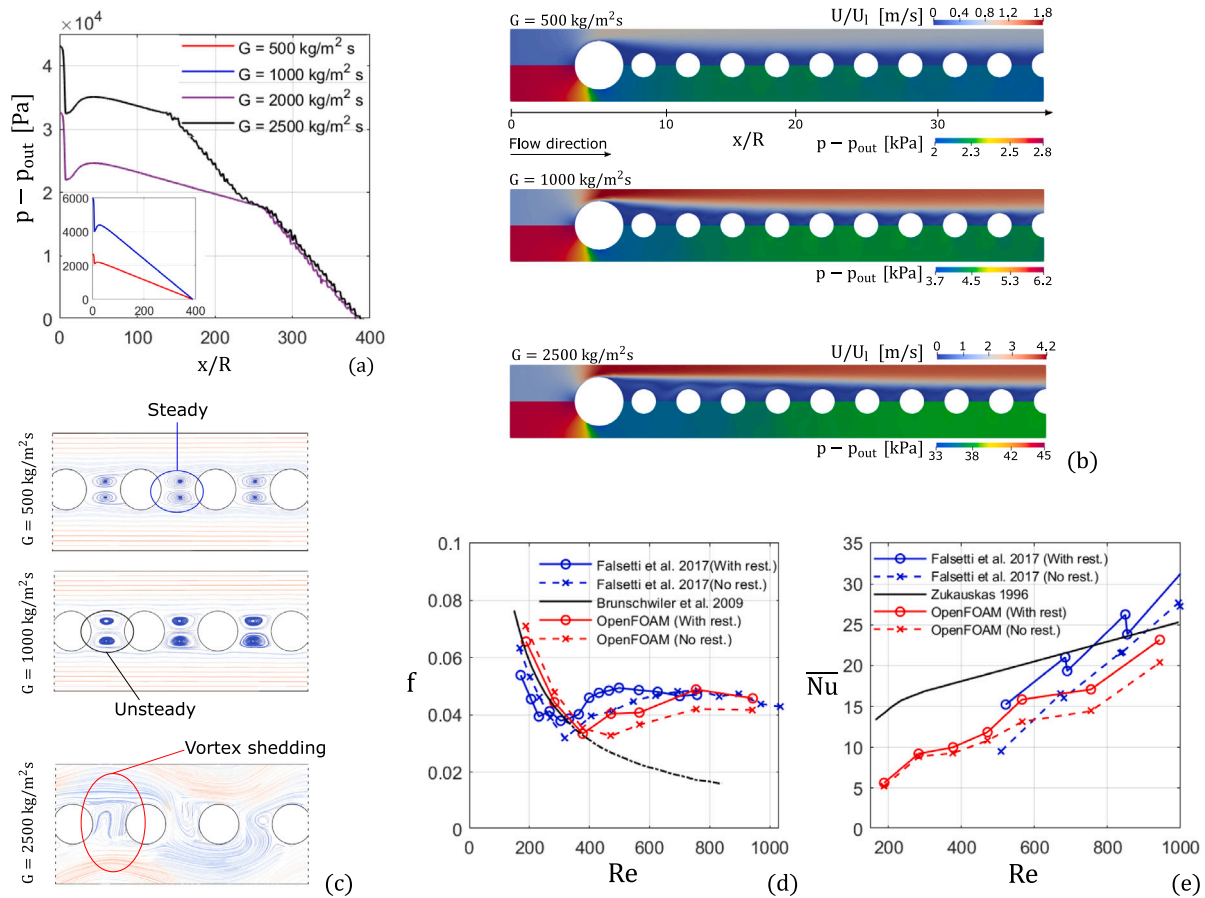 ×10⁴
4
3
2
1
0
p − p_out [Pa]
G = 500 kg/m² s
G = 1000 kg/m² s
G = 2000 kg/m² s
G = 2500 kg/m² s
6000
4000
2000
0
0 200 400
0 100 200 300 400
x/R
(a)
G = 500 kg/m²s
U/U_l [m/s]
0 0.4 0.8 1.8
0 10 20 30
x/R
Flow direction
p − p_out [kPa]
2 2.3 2.5 2.8
G = 1000 kg/m²s
p − p_out [kPa]
3.7 4.5 5.2 6.2
G = 2500 kg/m²s
U/U_l [m/s]
0 1 2 3 4.2
p − p_out [kPa]
33 38 42 45
(b)
Steady
G = 500 kg/m²s
G = 1000 kg/m²s
Unsteady
Vortex shedding
G = 2500 kg/m²s
(c)
0.1
0.08
0.06
0.04
0.02
0
f
Falsetti et al. 2017(With rest.)
Falsetti et al. 2017(No rest.)
Brunschwiler et al. 2009
OpenFOAM (With rest.)
OpenFOAM (No rest.)
0 200 400 600 800 1000
Re
(d)
35
30
25
20
15
10
5
0
N̅u̅
Falsetti et al. 2017 (With rest.)
Falsetti et al. 2017 (No rest.)
Zukauskas 1996
OpenFOAM (With rest)
OpenFOAM (No rest.)
200 400 600 800 1000
Re
(e)